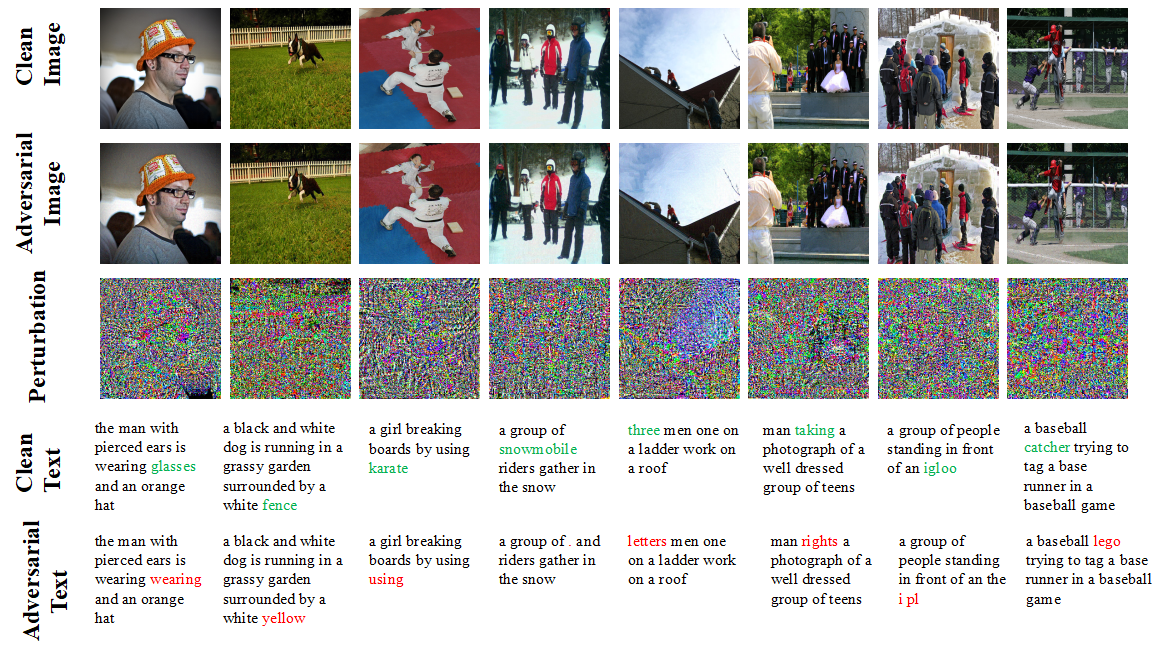 Clean
Image
Adversarial
Image
Perturbation
Clean
Text
the man with
pierced ears is
wearing glasses
and an orange
hat
a black and white
dog is running in a
grassy garden
surrounded by a
white fence
a girl breaking
boards by using
karate
a group of
snowmobile
riders gather in
the snow
three men one on
a ladder work on
a roof
man taking a
photograph of a
well dressed
group of teens
a group of people
standing in front
of an igloo
a baseball
catcher trying to
tag a base
runner in a
baseball game
Adversarial
Text
the man with
pierced ears is
wearing wearing
and an orange
hat
a black and white
dog is running in a
grassy garden
surrounded by a
white yellow
a girl breaking
boards by using
using
a group of . and
riders gather in
the snow
letters men one
on a ladder work
on a roof
man rights a
photograph of a
well dressed
group of teens
a group of
people standing
in front of an the
i pl
a baseball lego
trying to tag a base
runner in a baseball
game